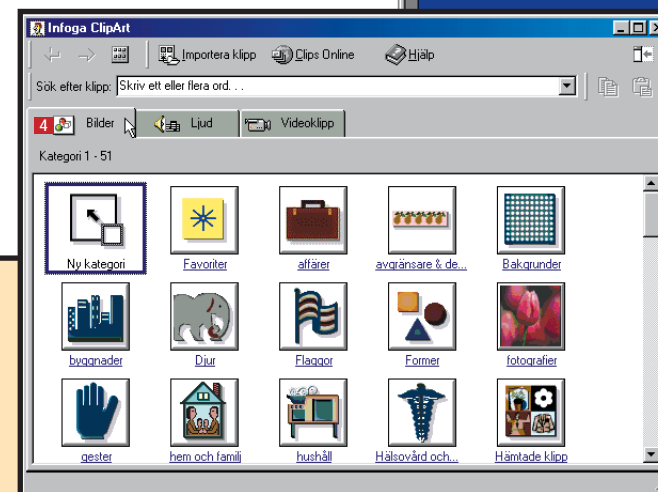 Infoga ClipArt
Importera klipp Clips Online Hjälp
Sök efter klipp: Skriv ett eller flera ord. . .
4 Bilder Ljud Videoklipp
Kategori 1 - 51
Ny kategori Favoriter affärer avgränsare & de... Bakgrunder
byggnader Djur Flaggor Former fotografier
gester hem och familj hushåll Hälsovård och... Hämtade klipp